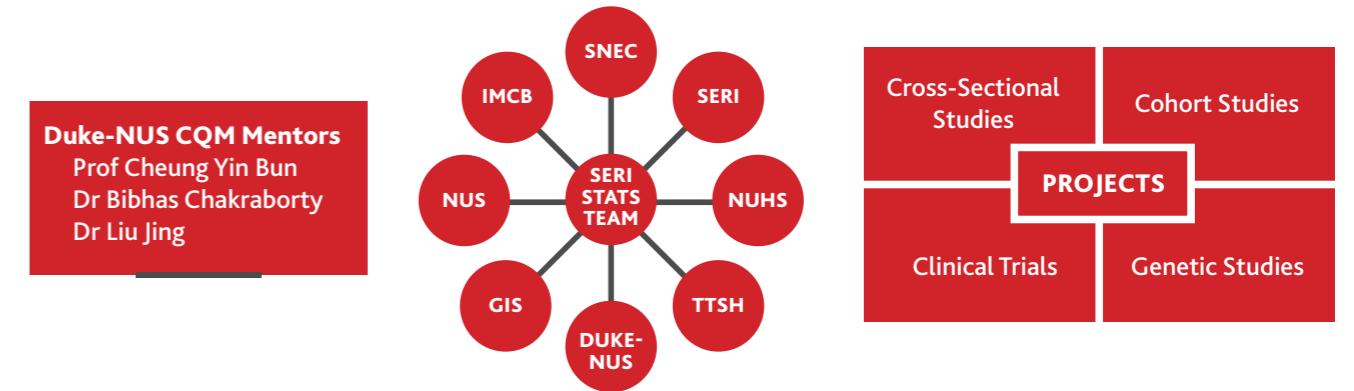 Duke-NUS CQM Mentors
Prof Cheung Yin Bun
Dr Bibhas Chakraborty
Dr Liu Jing
SNEC
IMCB
SERI
NUS
SERI
STATS
TEAM
NUHS
GIS
TTSH
DUKE-
NUS
Cross-Sectional
Studies
Cohort Studies
PROJECTS
Clinical Trials
Genetic Studies